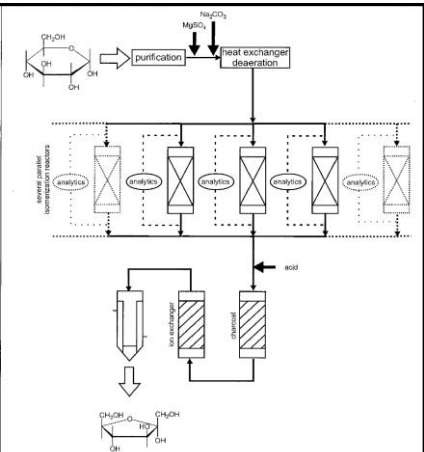 Na₂CO₃
MgSO₄
CH₂OH
O
OH
OH
OH
OH
purification
heat exchanger
deaeration
several parallel
isomerization reactors
analytics
analytics
analytics
analytics
analytics
acid
ion exchanger
charcoal
CH₂OH
O
CH₂OH
HO
OH
OH